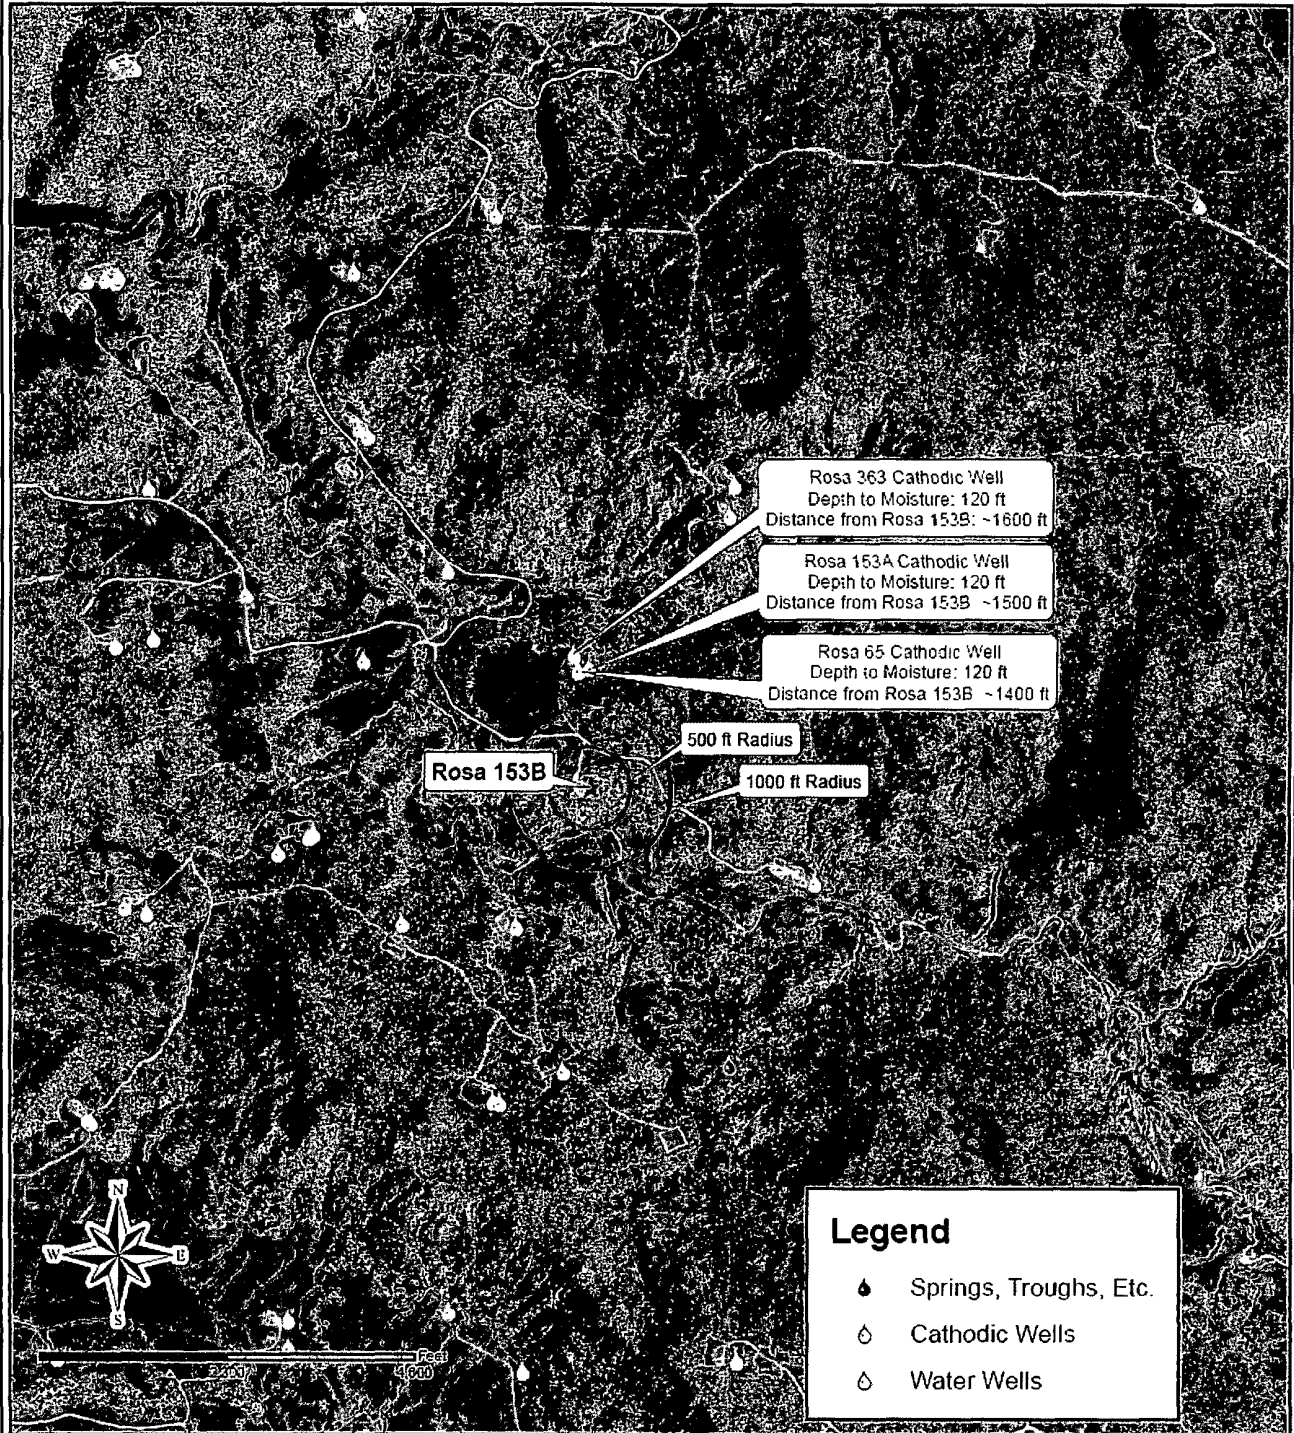 Rosa 363 Cathodic Well
Depth to Moisture: 120 ft
Distance from Rosa 153B: ~1600 ft
Rosa 153A Cathodic Well
Depth to Moisture: 120 ft
Distance from Rosa 153B ~1500 ft
Rosa 65 Cathodic Well
Depth to Moisture: 120 ft
Distance from Rosa 153B ~1400 ft
500 ft Radius
Rosa 153B
1000 ft Radius
N
W
E
S
Feet
Legend
Springs, Troughs, Etc.
Cathodic Wells
Water Wells